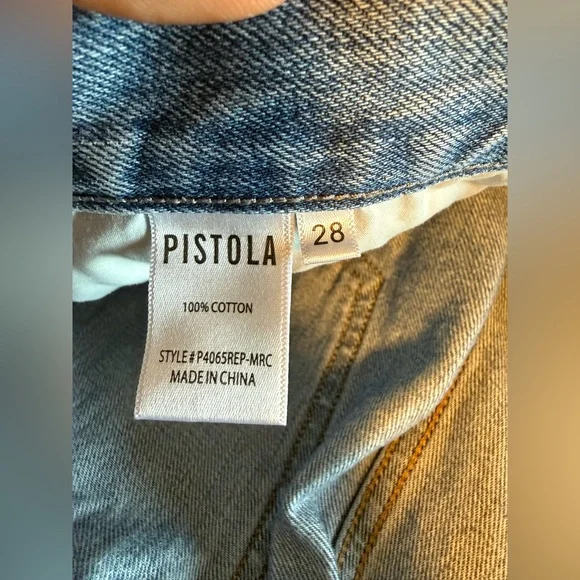 PISTOLA
28
100% COTTON
STYLE # P4065REP-MRC
MADE IN CHINA